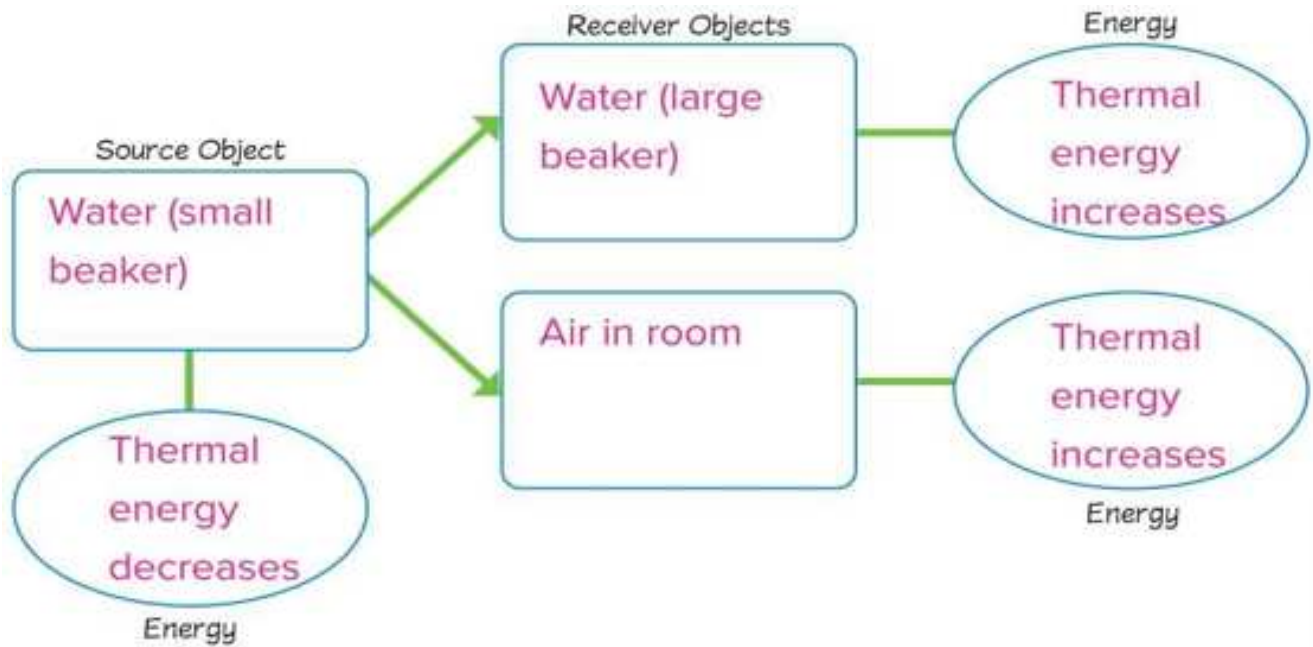 Source Object
Water (small
beaker)
Thermal
energy
decreases
Energy
Receiver Objects
Water (large
beaker)
Energy
Thermal
energy
increases
Air in room
Thermal
energy
increases
Energy